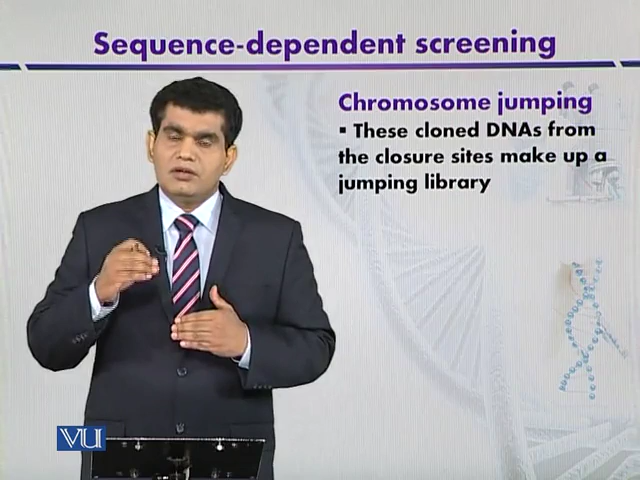 Sequence-dependent screening
Chromosome jumping
▪ These cloned DNAs from
the closure sites make up a
jumping library
VU